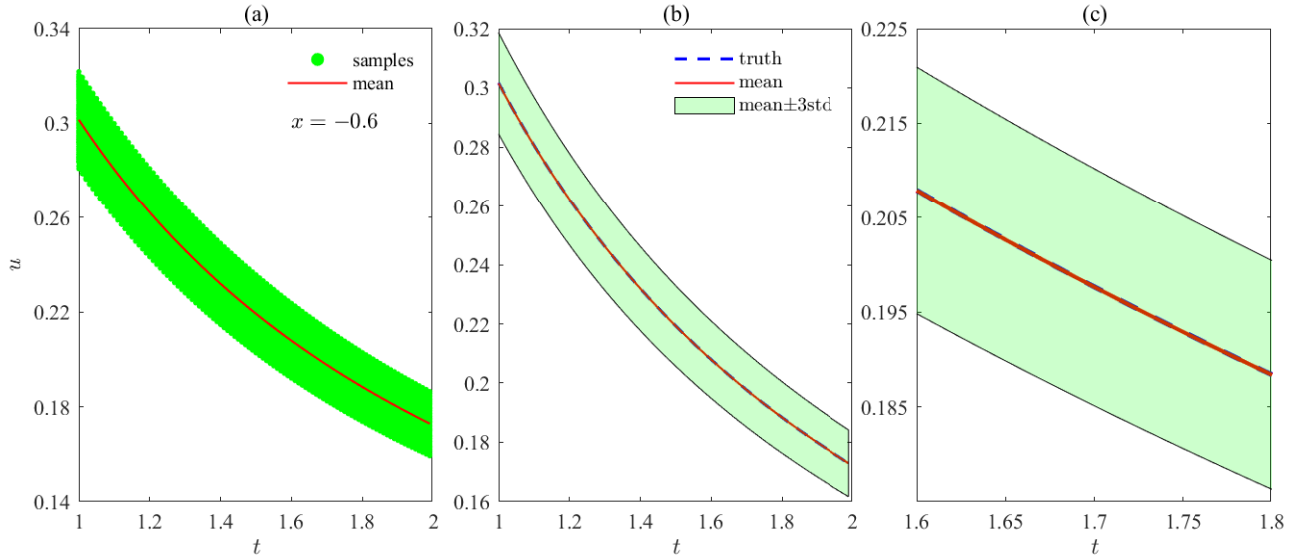 (a)
0.34
0.3
0.26
0.22
0.18
0.14
u
samples
mean
x = −0.6
1 1.2 1.4 1.6 1.8 2
t
(b)
0.32
0.3
0.28
0.26
0.24
0.22
0.2
0.18
0.16
truth
mean
mean±3std
1 1.2 1.4 1.6 1.8 2
t
(c)
0.225
0.215
0.205
0.195
0.185
1.6 1.65 1.7 1.75 1.8
t